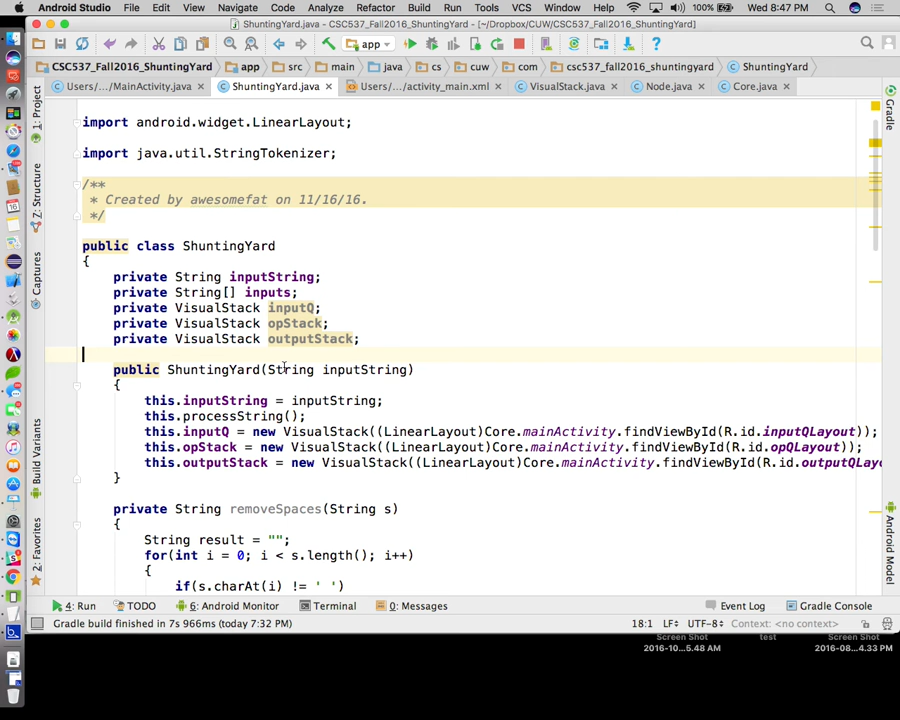 Android Studio File Edit View Navigate Code Analyze Refactor Build Run Tools VCS Window Help 100% Wed 8:47 PM
ShuntingYard.java - CSC537_Fall2016_ShuntingYard - [~/Dropbox/CUW/CSC537_Fall2016_ShuntingYard]
app
CSC537_Fall2016_ShuntingYard app src main java cs cuw com csc537_shuntingyard ShuntingYard
Users/.../MainActivity.java ShuntingYard.java Users/.../activity_main.xml VisualStack.java Node.java Core.java
1: Project
7: Structure
Captures
Build Variants
2: Favorites
Gradle
Android Model
import android.widget.LinearLayout;
import java.util.StringTokenizer;
/**
* Created by awesomefat on 11/16/16.
*/
public class ShuntingYard
{
private String inputString;
private String[] inputs;
private VisualStack inputQ;
private VisualStack opStack;
private VisualStack outputStack;
public ShuntingYard(String inputString)
{
this.inputString = inputString;
this.processString();
this.inputQ = new VisualStack((LinearLayout)Core.mainActivity.findViewById(R.id.inputQLayout));
this.opStack = new VisualStack((LinearLayout)Core.mainActivity.findViewById(R.id.opQLayout));
this.outputStack = new VisualStack((LinearLayout)Core.mainActivity.findViewById(R.id.outputQLayo
}
private String removeSpaces(String s)
{
String result = "";
for(int i = 0; i < s.length(); i++)
{
if(s.charAt(i) != ' ')
4: Run TODO 6: Android Monitor Terminal 0: Messages Event Log Gradle Console
Gradle build finished in 7s 966ms (today 7:32 PM) 18:1 LF÷ UTF-8÷ Context: <no context>
Screen Shot
2016-10...5.48 AM
test
Screen Shot
2016-08...4.33 PM